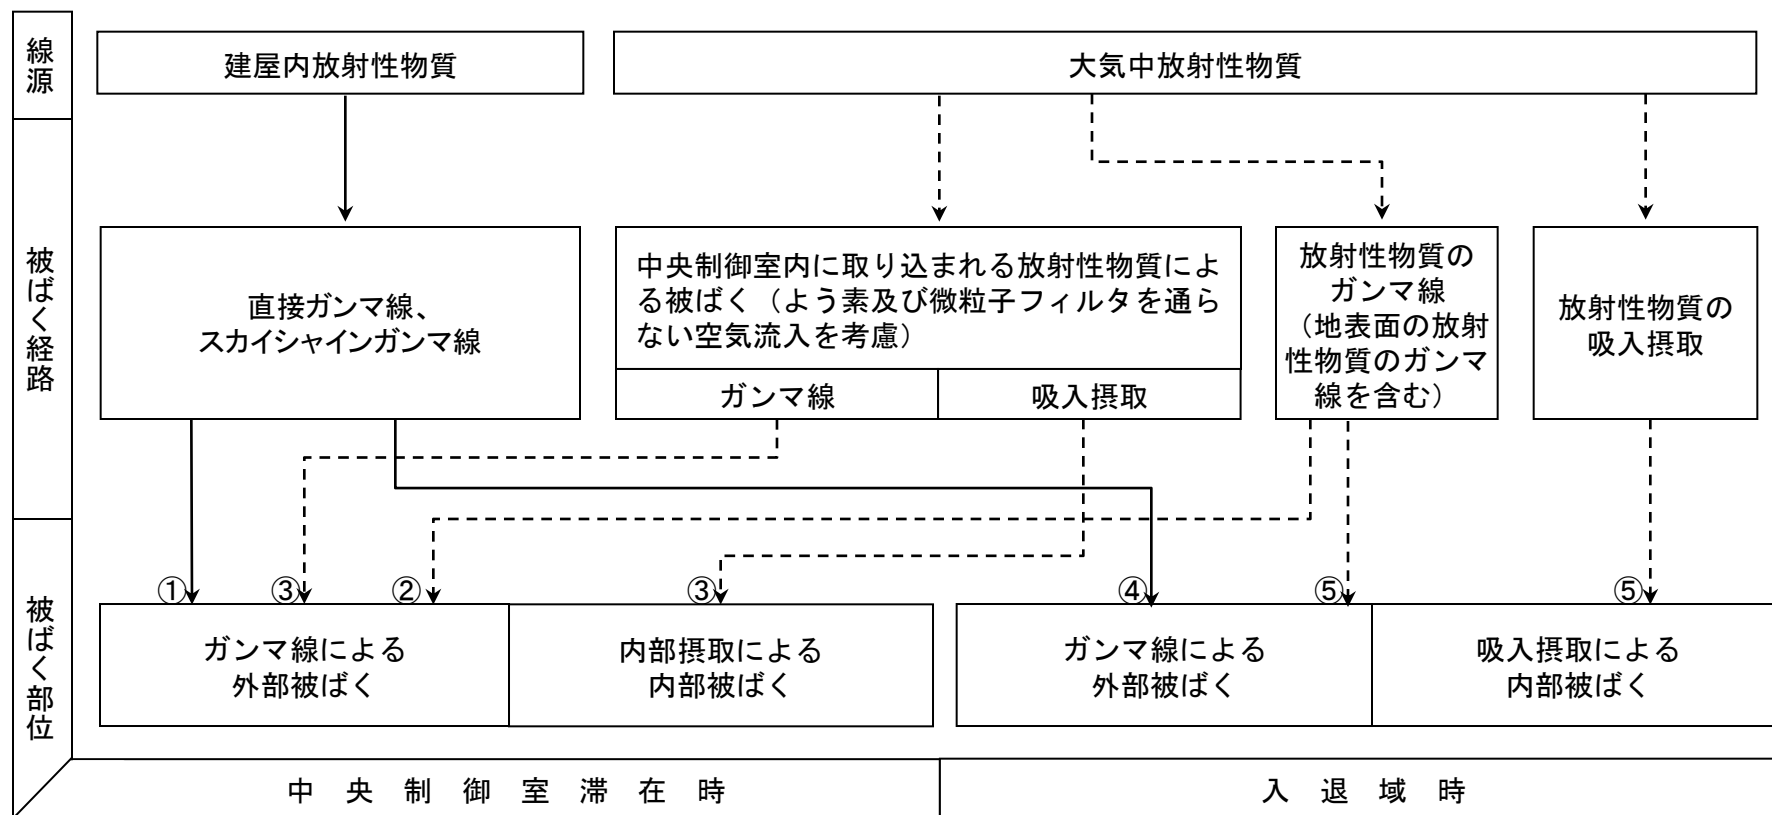 線源
建屋内放射性物質
大気中放射性物質
被ばく経路
直接ガンマ線、
スカイシャインガンマ線
中央制御室内に取り込まれる放射性物質によ
る被ばく（よう素及び微粒子フィルタを通ら
ない空気流入を考慮）
ガンマ線
吸入摂取
放射性物質の
ガンマ線
（地表面の放射
性物質のガンマ
線を含む）
放射性物質の
吸入摂取
被ばく部位
①
③
②
③
④
⑤
⑤
ガンマ線による
外部被ばく
内部摂取による
内部被ばく
ガンマ線による
外部被ばく
吸入摂取による
内部被ばく
中央制御室滞在時
入退域時